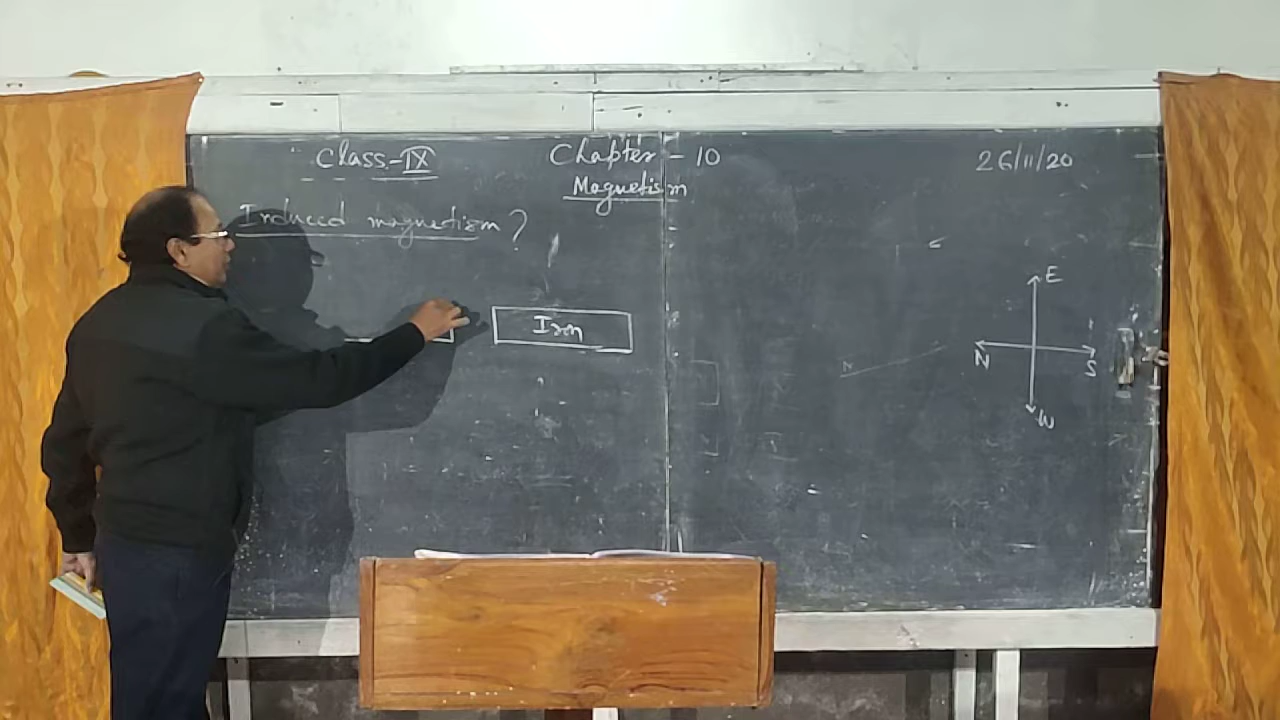 Class-IX
Chapter - 10
26/11/20
Magnetism
Induced magnetism ?
Iron
E
N
S
W